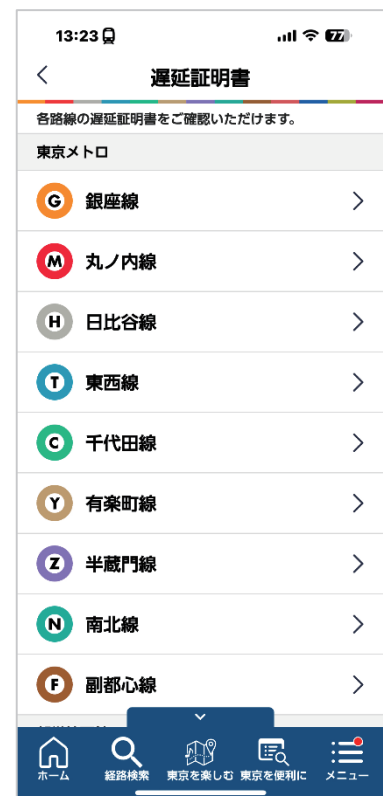 13:23
77
遅延証明書
各路線の遅延証明書をご確認いただけます。
東京メトロ
G 銀座線
M 丸ノ内線
H 日比谷線
T 東西線
C 千代田線
Y 有楽町線
Z 半蔵門線
N 南北線
F 副都心線
ホーム 経路検索 東京を楽しむ 東京を便利に メニュー